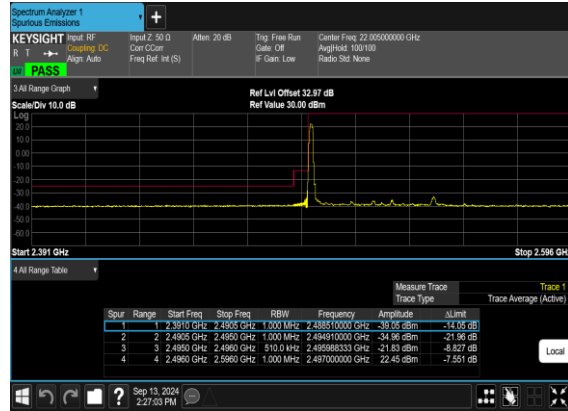 Spectrum Analyzer 1
Spurious Emissions
+
KEYSIGHT Input: RF Input Z: 50 Ω Atten: 20 dB Trig: Free Run Center Freq: 22.005000000 GHz
R T Coupling: DC Corr CCorr Gate: Off Avg|Hold: 100/100
Align: Auto Freq Ref: Int (S) IF Gain: Low Radio Std: None
PASS
3 All Range Graph
Ref Lvl Offset 32.97 dB
Scale/Div 10.0 dB Ref Value 30.00 dBm
Log
20.0
10.0
0.00
-10.0
-20.0
-30.0
-40.0
-50.0
-60.0
Start 2.391 GHz Stop 2.596 GH
4 All Range Table
Measure Trace Trace 1
Trace Type Trace Average (Active)
Spur Range Start Freq Stop Freq RBW Frequency Amplitude ΔLimit
1 1 2.3910 GHz 2.4905 GHz 1.000 MHz 2.488510000 GHz -39.05 dBm -14.05 dB
2 2 2.4905 GHz 2.4950 GHz 1.000 MHz 2.494910000 GHz -34.96 dBm -21.96 dB
3 3 2.4950 GHz 2.4960 GHz 510.0 kHz 2.495988333 GHz -21.83 dBm -8.827 dB
4 4 2.4960 GHz 2.5960 GHz 1.000 MHz 2.497000000 GHz 22.45 dBm -7.551 dB
Local
? Sep 13, 2024
2:27:03 PM